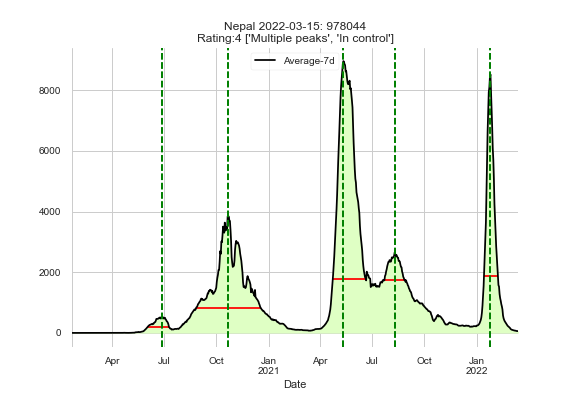 Nepal 2022-03-15: 978044
Rating:4 ['Multiple peaks', 'In control']
Average-7d
8000
6000
4000
2000
0
Apr Jul Oct Jan Apr Jul Oct Jan
2021 2022
Date